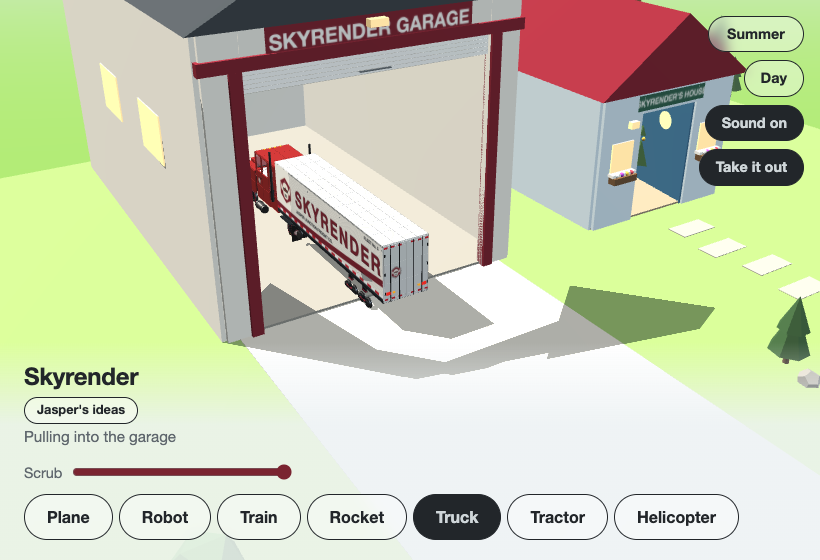 SKYRENDER GARAGE
SKYRENDER'S HOUSE
SKYRENDER
Summer
Day
Sound on
Take it out
Skyrender
Jasper's ideas
Pulling into the garage
Scrub
Plane
Robot
Train
Rocket
Truck
Tractor
Helicopter